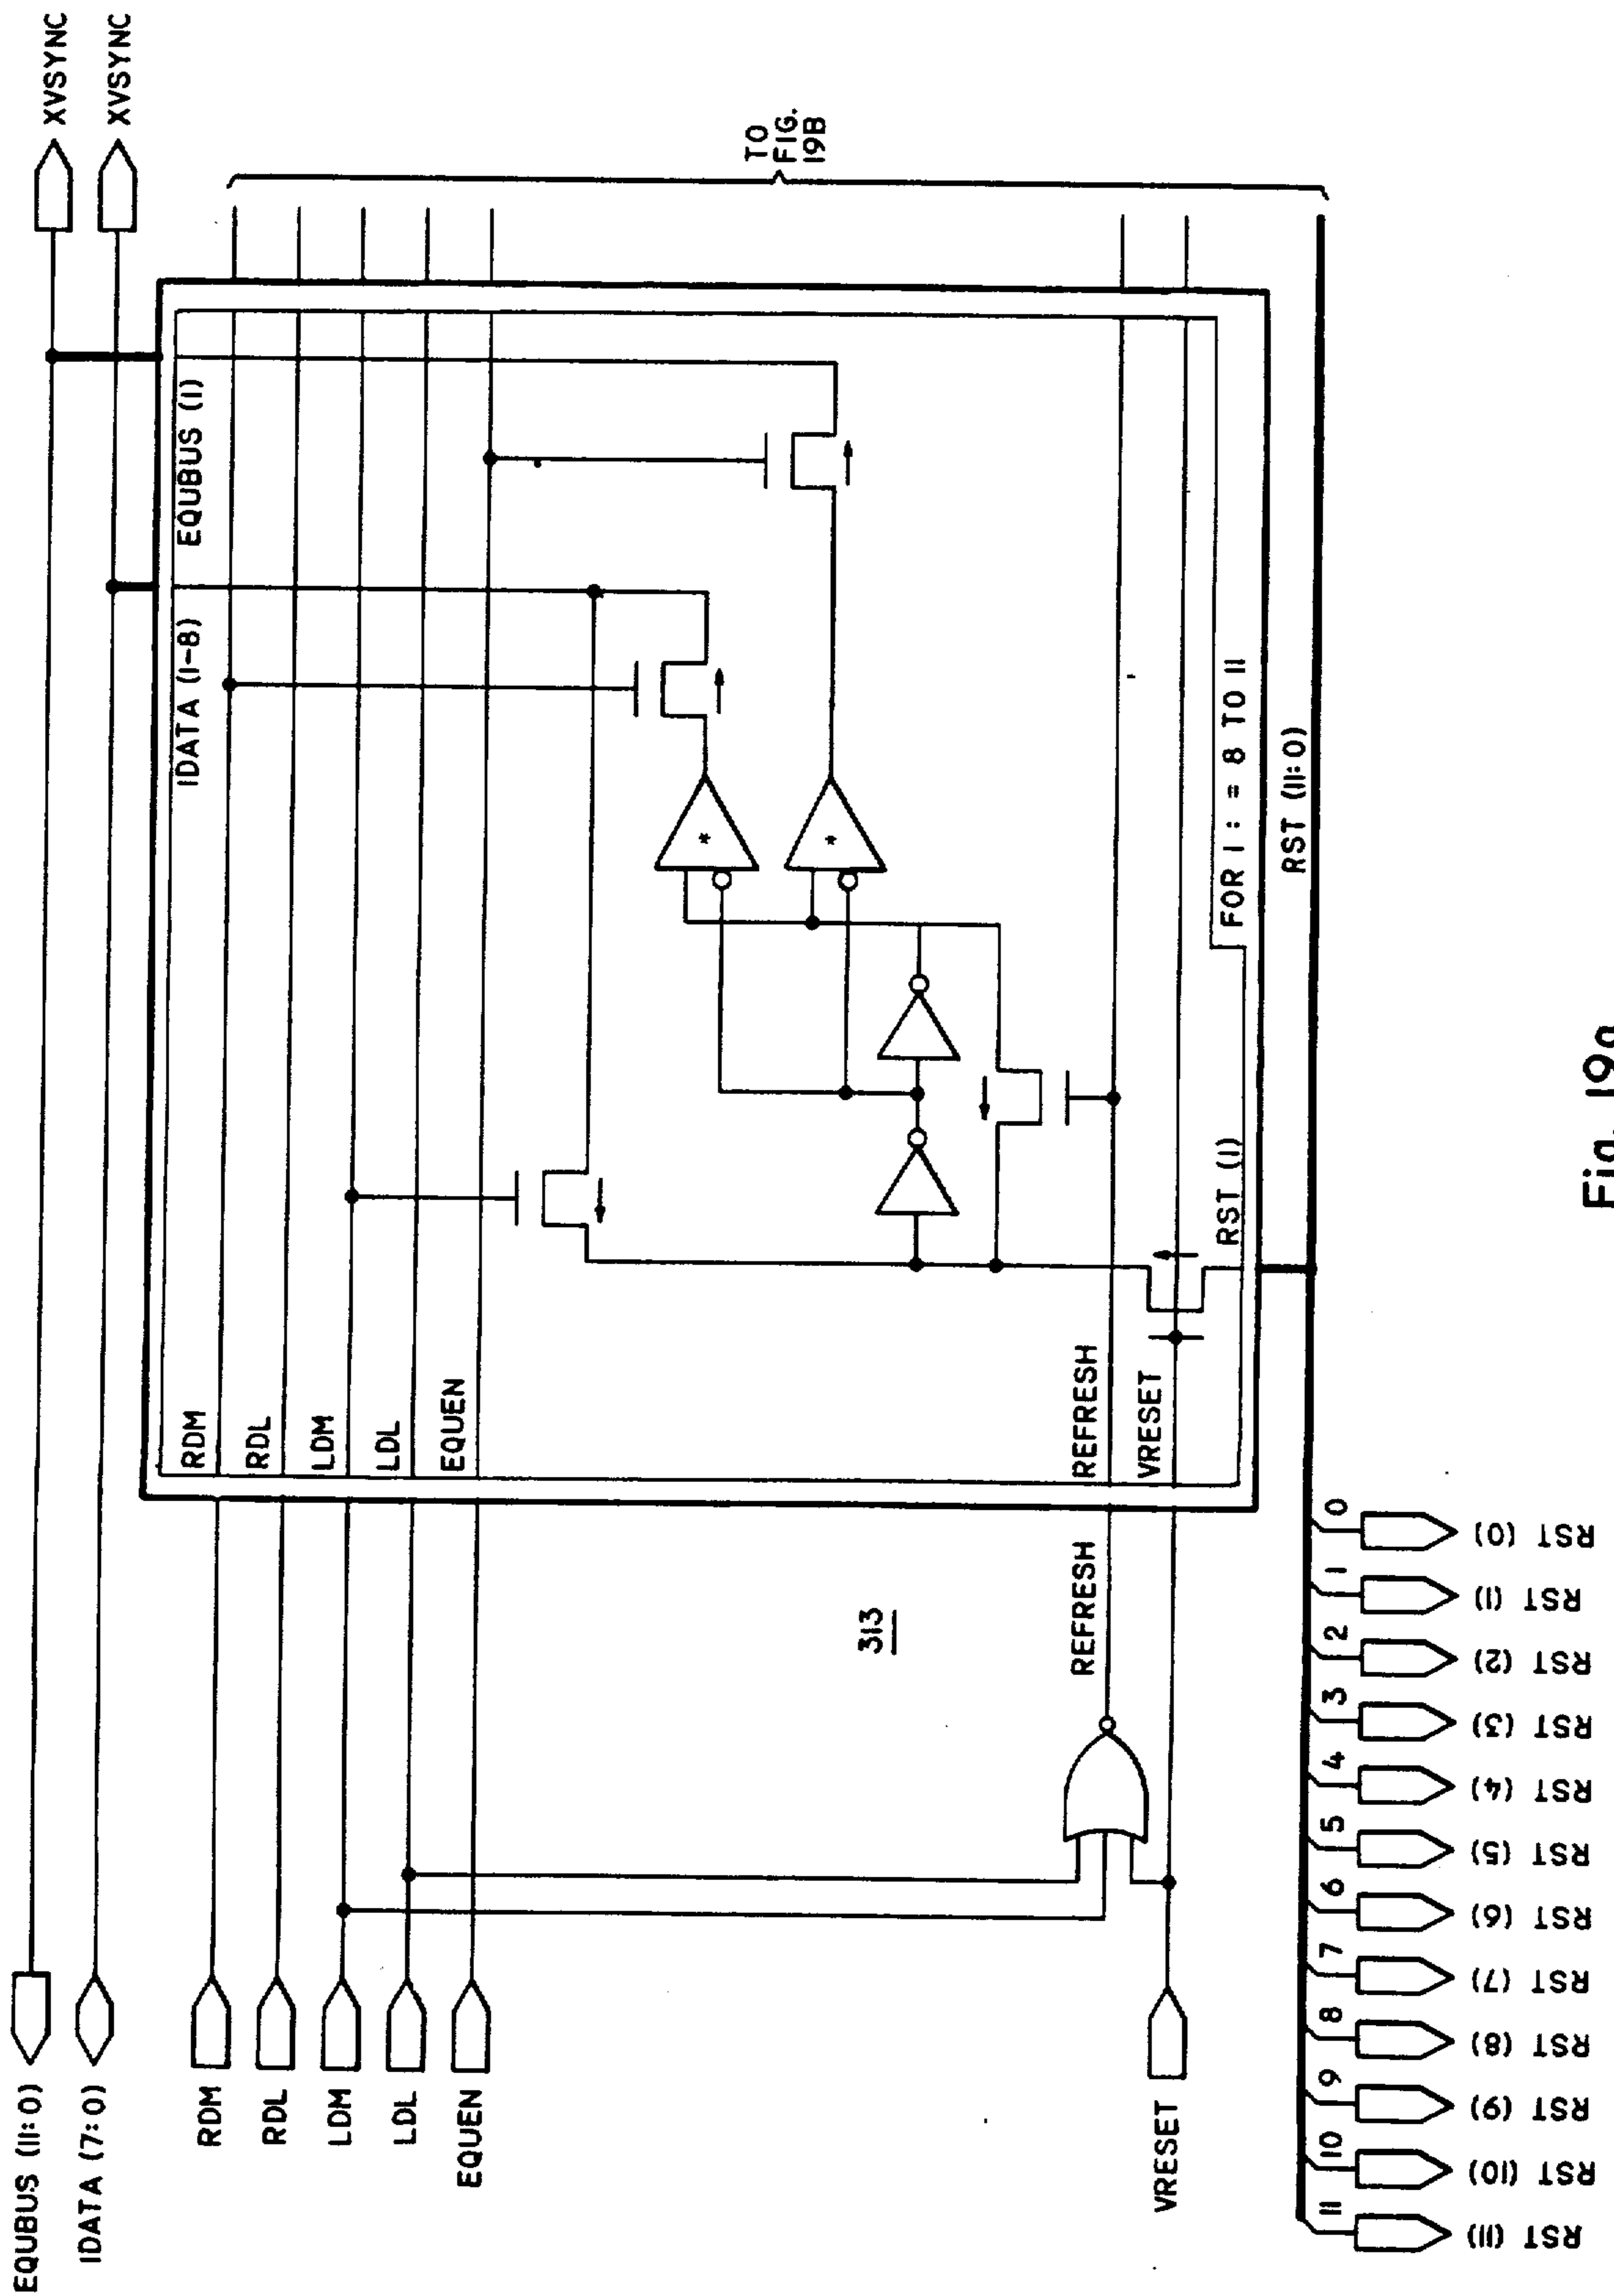 EQUBUS (11:0)
XVSYNC
IDATA (7:0)
XVSYNC
EQUBUS (I)
IDATA (I-8)
RDM
RDM
RDL
RDL
LDM
LDM
LDL
LDL
EQUEN
EQUEN
TO
FIG.
19B
*
*
313
REFRESH
REFRESH
VRESET
VRESET
RST (I)
FOR I := 8 TO 11
RST (11:0)
11
10
9
8
7
6
5
4
3
2
1
0
RST (11)
RST (10)
RST (9)
RST (8)
RST (7)
RST (6)
RST (5)
RST (4)
RST (3)
RST (2)
RST (1)
RST (0)